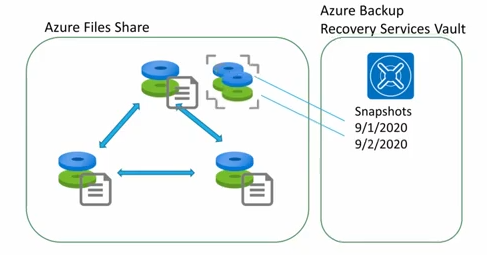 Azure Files Share
Azure Backup
Recovery Services Vault
Snapshots
9/1/2020
9/2/2020